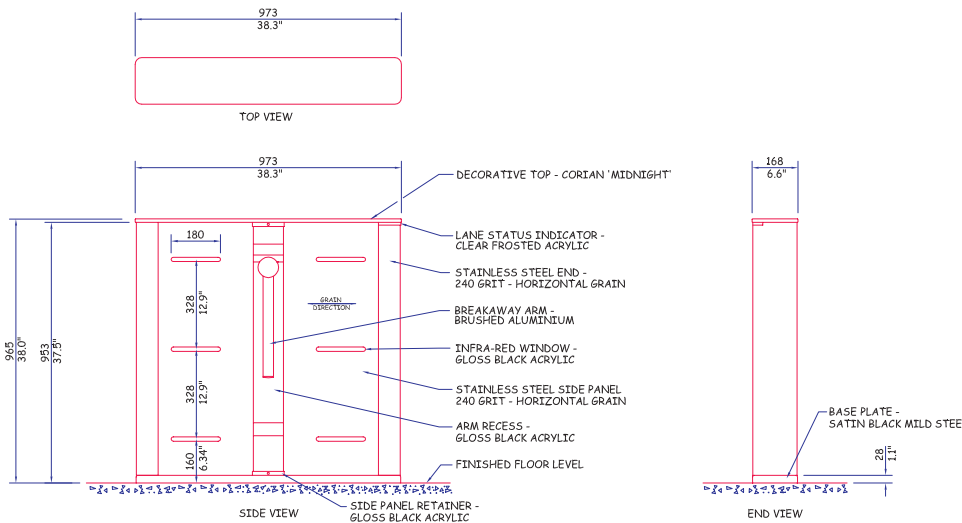 973
38.3"
TOP VIEW
973
38.3"
168
6.6"
DECORATIVE TOP - CORIAN 'MIDNIGHT'
LANE STATUS INDICATOR -
CLEAR FROSTED ACRYLIC
180
STAINLESS STEEL END -
240 GRIT - HORIZONTAL GRAIN
328
12.9"
GRAIN
DIRECTION
BREAKAWAY ARM -
BRUSHED ALUMINIUM
965
38.0"
953
37.5"
INFRA-RED WINDOW -
GLOSS BLACK ACRYLIC
328
12.9"
STAINLESS STEEL SIDE PANEL
240 GRIT - HORIZONTAL GRAIN
ARM RECESS -
GLOSS BLACK ACRYLIC
BASE PLATE -
SATIN BLACK MILD STEE
160
6.34"
FINISHED FLOOR LEVEL
28
1.1"
SIDE PANEL RETAINER -
GLOSS BLACK ACRYLIC
SIDE VIEW
END VIEW